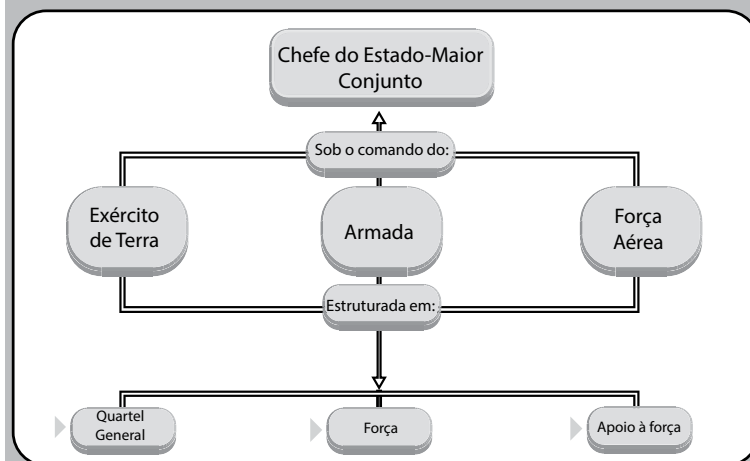 Chefe do Estado-Maior
Conjunto
Sob o comando do:
Exército
de Terra
Armada
Força
Aérea
Estruturada em:
Quartel
General
Força
Apoio à força